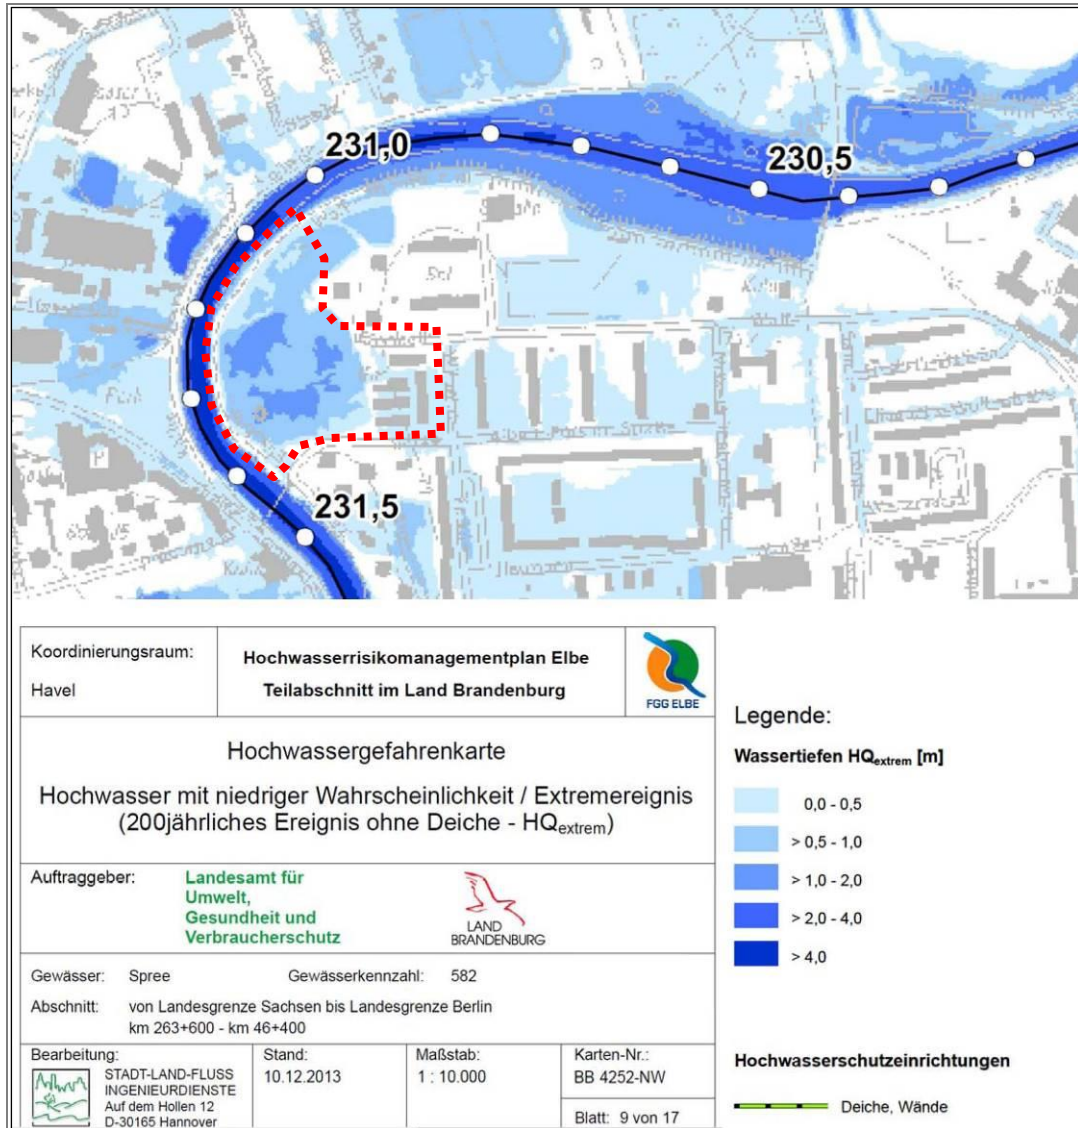 231,0
230,5
231,5
P
Koordinierungsraum:
Havel
Hochwasserrisikomanagementplan Elbe
Teilabschnitt im Land Brandenburg
FGG ELBE
Hochwassergefahrenkarte
Hochwasser mit niedriger Wahrscheinlichkeit / Extremereignis
(200jährliches Ereignis ohne Deiche - HQextrem)
Auftraggeber:
Landesamt für
Umwelt,
Gesundheit und
Verbraucherschutz
LAND
BRANDENBURG
Gewässer: Spree Gewässerkennzahl: 582
Abschnitt: von Landesgrenze Sachsen bis Landesgrenze Berlin
km 263+600 - km 46+400
Bearbeitung:
STADT-LAND-FLUSS
INGENIEURDIENSTE
Auf dem Hollen 12
D-30165 Hannover
Stand:
10.12.2013
Maßstab:
1 : 10.000
Karten-Nr.:
BB 4252-NW
Blatt: 9 von 17
Legende:
Wassertiefen HQextrem [m]
0,0 - 0,5
> 0,5 - 1,0
> 1,0 - 2,0
> 2,0 - 4,0
> 4,0
Hochwasserschutzeinrichtungen
Deiche, Wände